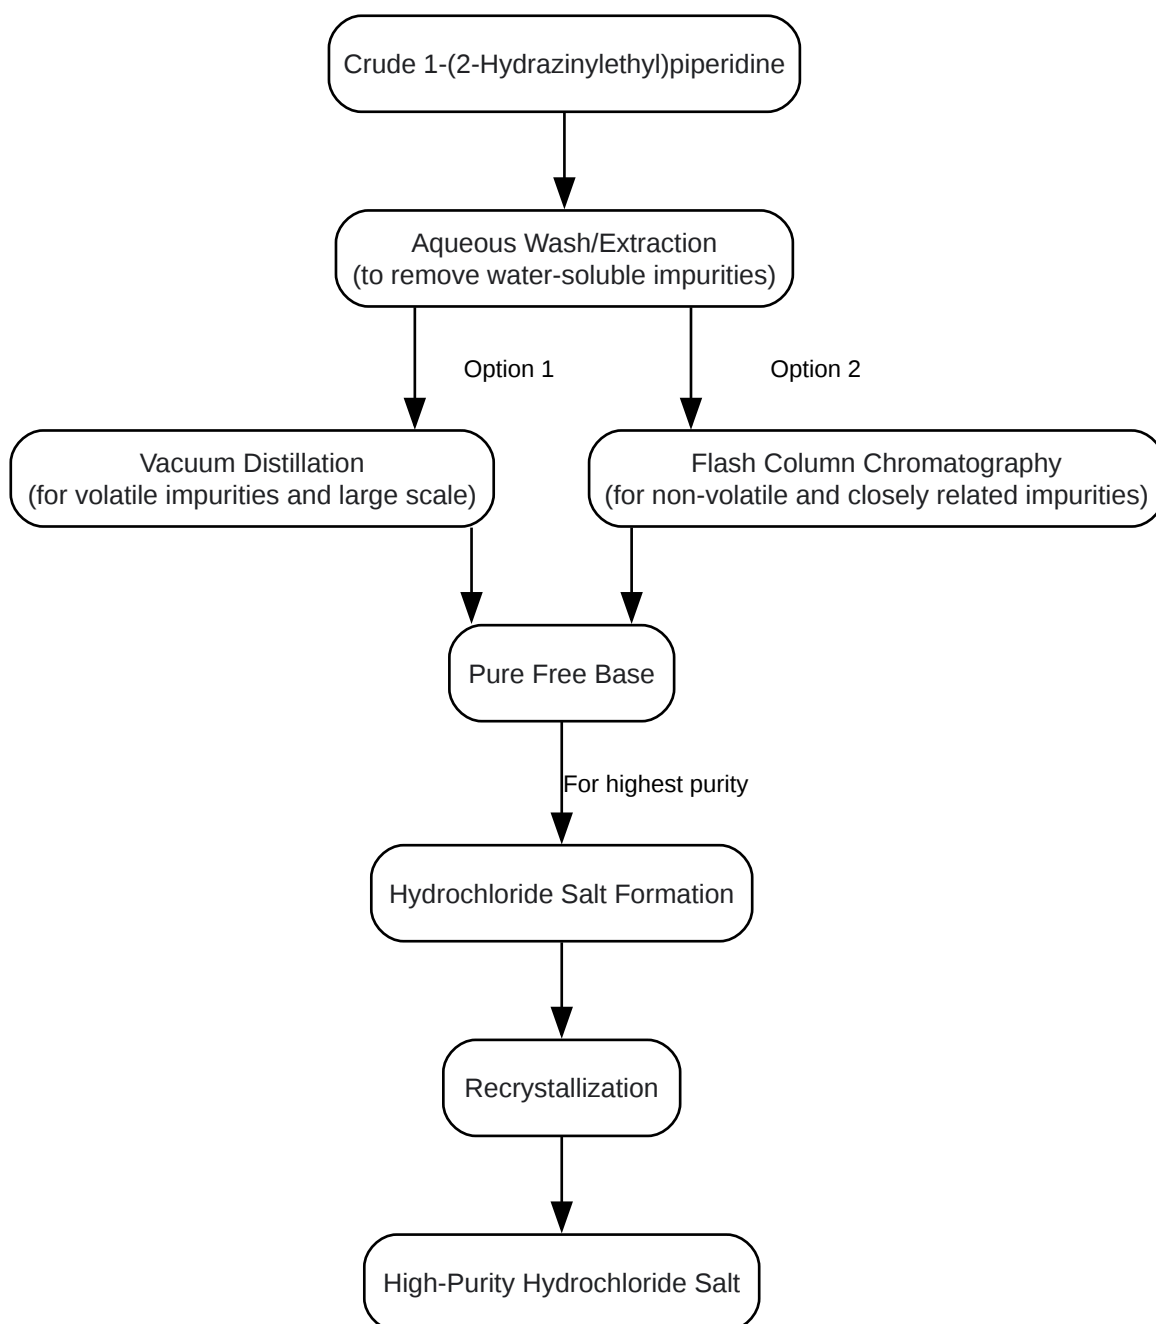 Crude 1-(2-Hydrazinylethyl)piperidine
Aqueous Wash/Extraction
(to remove water-soluble impurities)
Option 1
Option 2
Vacuum Distillation
(for volatile impurities and large scale)
Flash Column Chromatography
(for non-volatile and closely related impurities)
Pure Free Base
For highest purity
Hydrochloride Salt Formation
Recrystallization
High-Purity Hydrochloride Salt